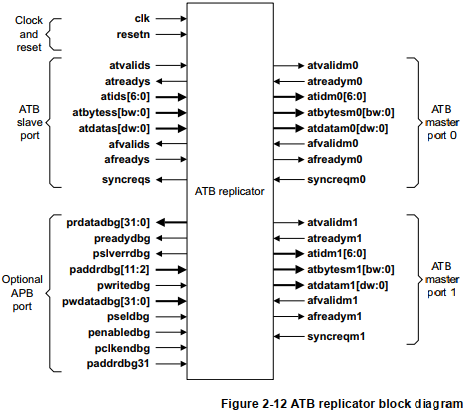 Clock
and
reset
clk
resetn
ATB
slave
port
atvalids
atreadys
atids[6:0]
atbytess[bw:0]
atdatas[dw:0]
afvalids
afreadys
syncreqs
Optional
APB
port
prdatadbg[31:0]
preadydbg
pslverrdbg
paddrdbg[11:2]
pwritedbg
pwdatadbg[31:0]
pseldbg
penabledbg
pclkendbg
paddrdbg31
ATB replicator
atvalidm0
atreadym0
atidm0[6:0]
atbytesm0[bw:0]
atdatam0[dw:0]
afvalidm0
afreadym0
syncreqm0
ATB
master
port 0
atvalidm1
atreadym1
atidm1[6:0]
atbytesm1[bw:0]
atdatam1[dw:0]
afvalidm1
afreadym1
syncreqm1
ATB
master
port 1
Figure 2-12 ATB replicator block diagram